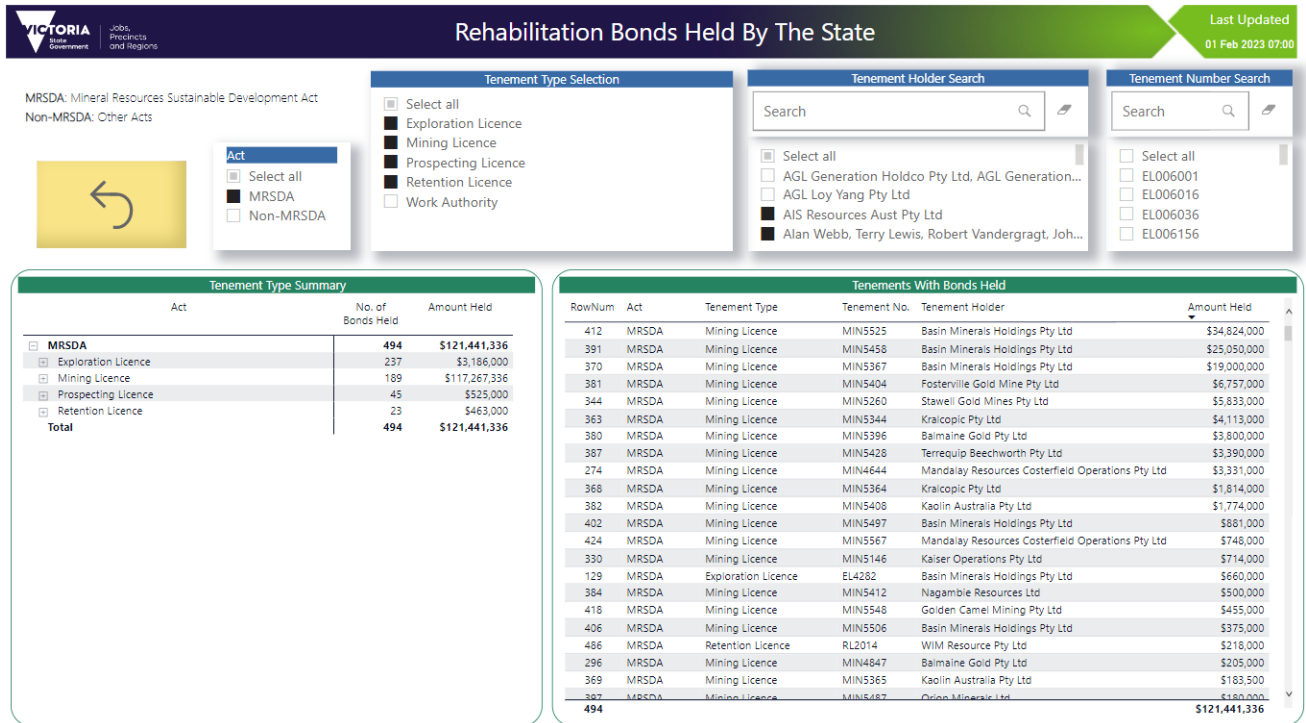 VICTORIA
State
Government
Jobs,
Precincts
and Regions
Rehabilitation Bonds Held By The State
Last Updated
01 Feb 2023 07:00
MRSDA: Mineral Resources Sustainable Development Act
Non-MRSDA: Other Acts
Act
Select all
MRSDA
Non-MRSDA
Tenement Type Selection
Select all
Exploration Licence
Mining Licence
Prospecting Licence
Retention Licence
Work Authority
Tenement Holder Search
Search
Select all
AGL Generation Holdco Pty Ltd, AGL Generation...
AGL Loy Yang Pty Ltd
AIS Resources Aust Pty Ltd
Alan Webb, Terry Lewis, Robert Vandergragt, Joh...
Tenement Number Search
Search
Select all
EL006001
EL006016
EL006036
EL006156
Tenement Type Summary
Act No. of Bonds Held Amount Held
MRSDA 494 $121,441,336
Exploration Licence 237 $3,186,000
Mining Licence 189 $117,267,336
Prospecting Licence 45 $525,000
Retention Licence 23 $463,000
Total 494 $121,441,336
Tenements With Bonds Held
RowNum Act Tenement Type Tenement No. Tenement Holder Amount Held
412 MRSDA Mining Licence MIN5525 Basin Minerals Holdings Pty Ltd $34,824,000
391 MRSDA Mining Licence MIN5458 Basin Minerals Holdings Pty Ltd $25,050,000
370 MRSDA Mining Licence MIN5367 Basin Minerals Holdings Pty Ltd $19,000,000
381 MRSDA Mining Licence MIN5404 Fosterville Gold Mine Pty Ltd $6,757,000
344 MRSDA Mining Licence MIN5260 Stawell Gold Mines Pty Ltd $5,833,000
363 MRSDA Mining Licence MIN5344 Kralcopic Pty Ltd $4,113,000
380 MRSDA Mining Licence MIN5396 Balmaine Gold Pty Ltd $3,800,000
387 MRSDA Mining Licence MIN5428 Terrequip Beechworth Pty Ltd $3,390,000
274 MRSDA Mining Licence MIN4644 Mandalay Resources Costerfield Operations Pty Ltd $3,331,000
368 MRSDA Mining Licence MIN5364 Kralcopic Pty Ltd $1,814,000
382 MRSDA Mining Licence MIN5408 Kaolin Australia Pty Ltd $1,774,000
402 MRSDA Mining Licence MIN5497 Basin Minerals Holdings Pty Ltd $881,000
424 MRSDA Mining Licence MIN5567 Mandalay Resources Costerfield Operations Pty Ltd $748,000
330 MRSDA Mining Licence MIN5146 Kaiser Operations Pty Ltd $714,000
129 MRSDA Exploration Licence EL4282 Basin Minerals Holdings Pty Ltd $660,000
384 MRSDA Mining Licence MIN5412 Nagambie Resources Ltd $500,000
418 MRSDA Mining Licence MIN5548 Golden Camel Mining Pty Ltd $455,000
406 MRSDA Mining Licence MIN5506 Basin Minerals Holdings Pty Ltd $375,000
486 MRSDA Retention Licence RL2014 WIM Resource Pty Ltd $218,000
296 MRSDA Mining Licence MIN4847 Balmaine Gold Pty Ltd $205,000
369 MRSDA Mining Licence MIN5365 Kaolin Australia Pty Ltd $183,500
397 MRSDA Mining Licence MIN5487 Orion Minerals Ltd $180,000
494 $121,441,336